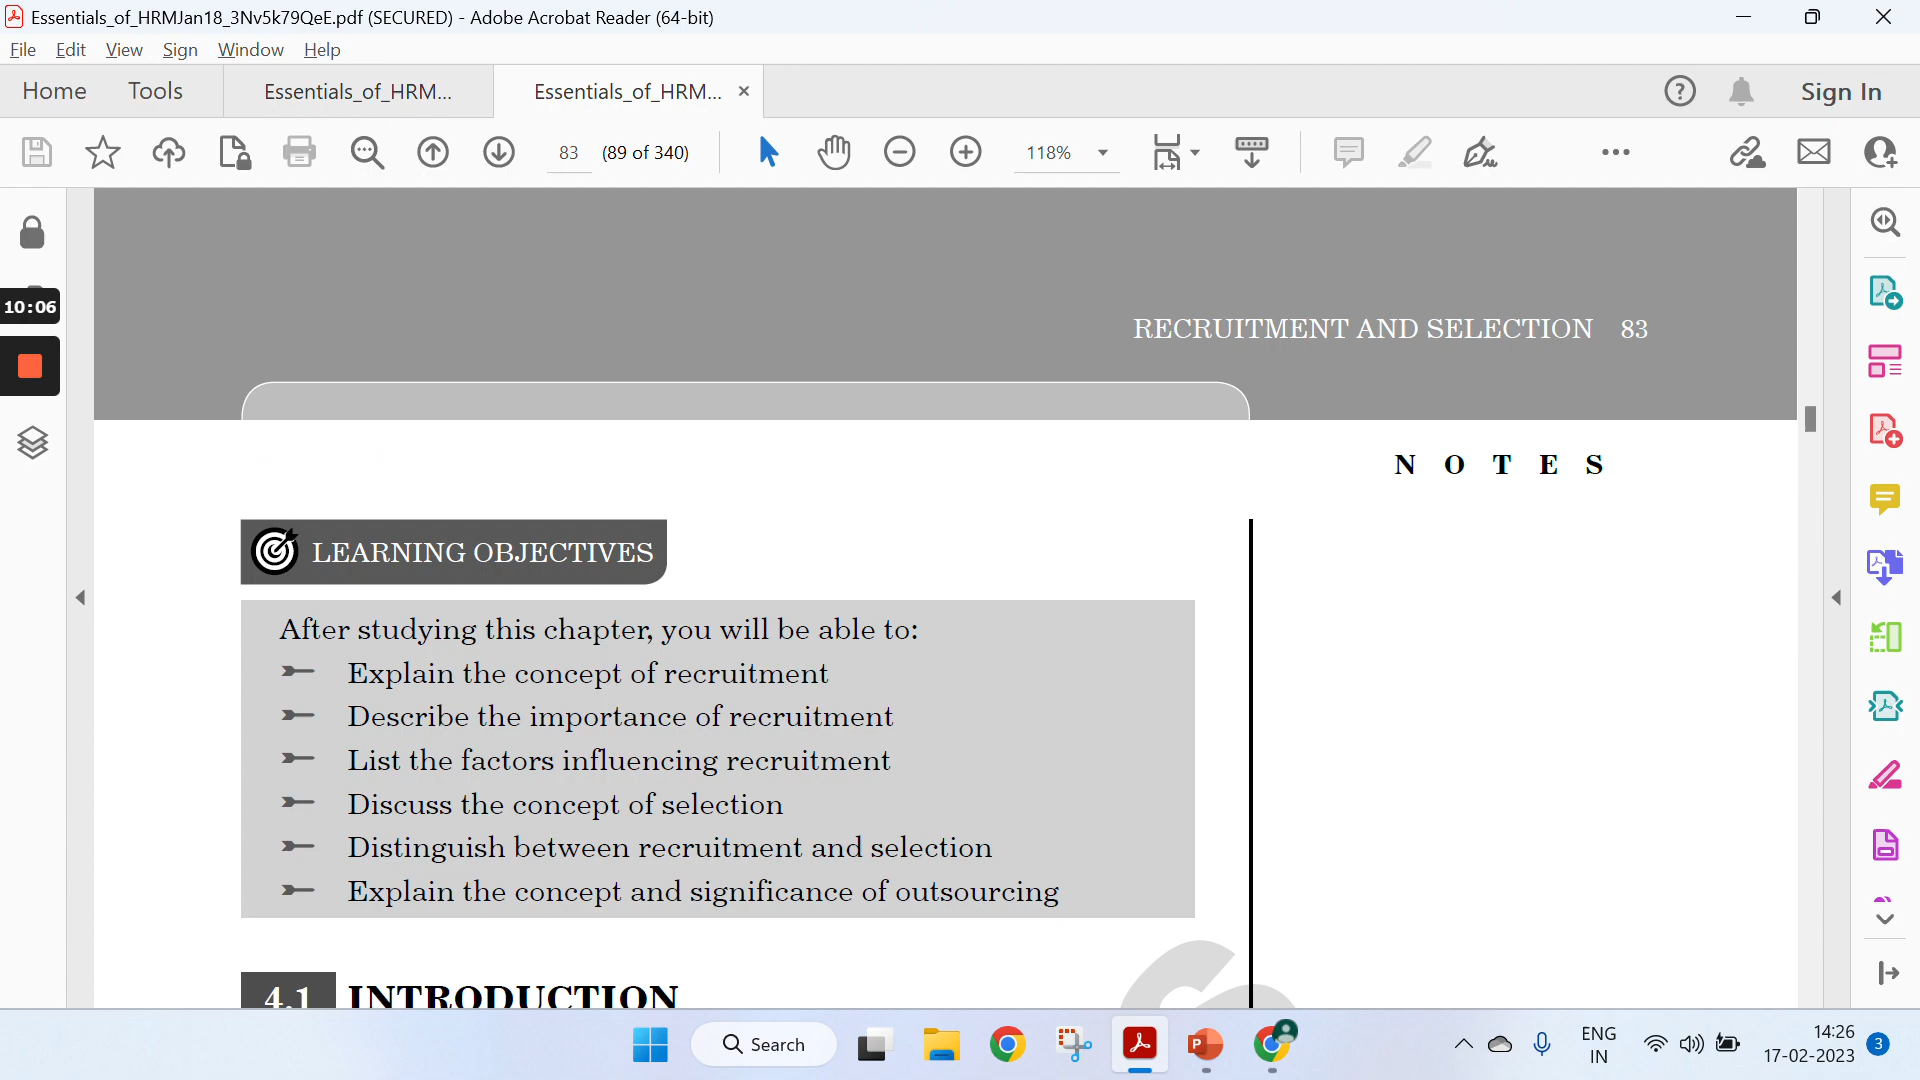 Essentials_of_HRMJan18_3Nv5k79QeE.pdf (SECURED) - Adobe Acrobat Reader (64-bit)
File Edit View Sign Window Help
Home Tools Essentials_of_HRM... Essentials_of_HRM... × Sign In
83 (89 of 340) 118%
10:06
RECRUITMENT AND SELECTION 83
N O T E S
LEARNING OBJECTIVES
After studying this chapter, you will be able to:
Explain the concept of recruitment
Describe the importance of recruitment
List the factors influencing recruitment
Discuss the concept of selection
Distinguish between recruitment and selection
Explain the concept and significance of outsourcing
4.1 INTRODUCTION
Search
ENG
IN
14:26
17-02-2023
3